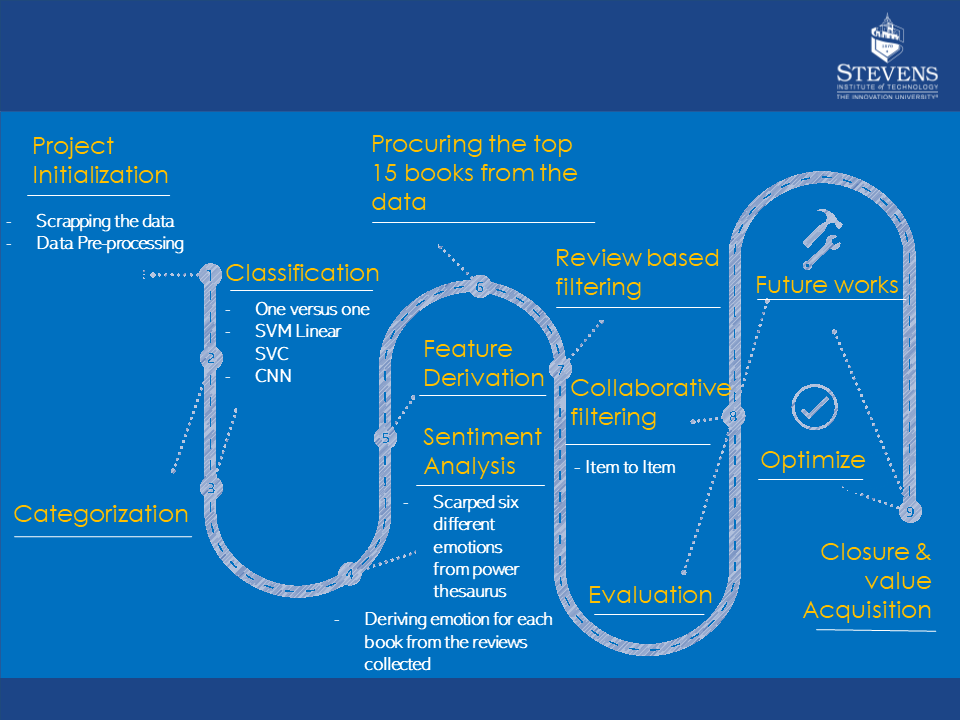 STEVENS
INSTITUTE of TECHNOLOGY
THE INNOVATION UNIVERSITY®
Project
Initialization
- Scrapping the data
- Data Pre-processing
1
Classification
- One versus one
- SVM Linear
SVC
- CNN
2
3
Categorization
4
Sentiment
Analysis
- Scarped six
different
emotions
from power
thesaurus
- Deriving emotion for each
book from the reviews
collected
5
Feature
Derivation
6
Procuring the top
15 books from the
data
7
Review based
filtering
Collaborative
filtering
- Item to Item
8
Evaluation
Future works
Optimize
9
Closure &
value
Acquisition